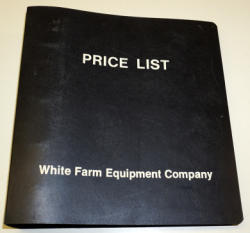 PRICE LIST
White Farm Equipment Company